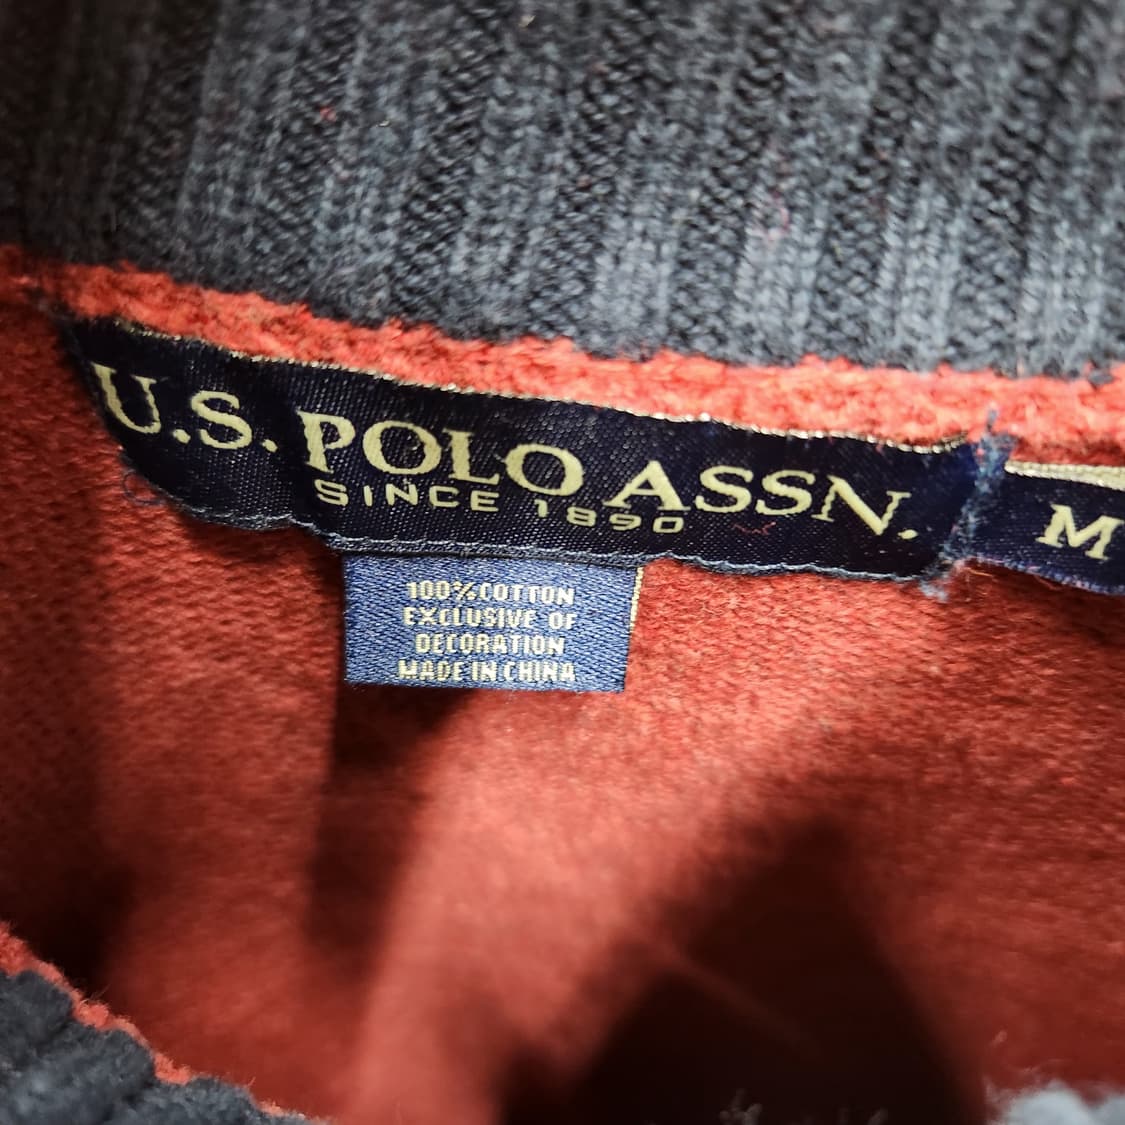 U.S. POLO ASSN.
SINCE 1890
M
100% COTTON
EXCLUSIVE OF
DECORATION
MADE IN CHINA